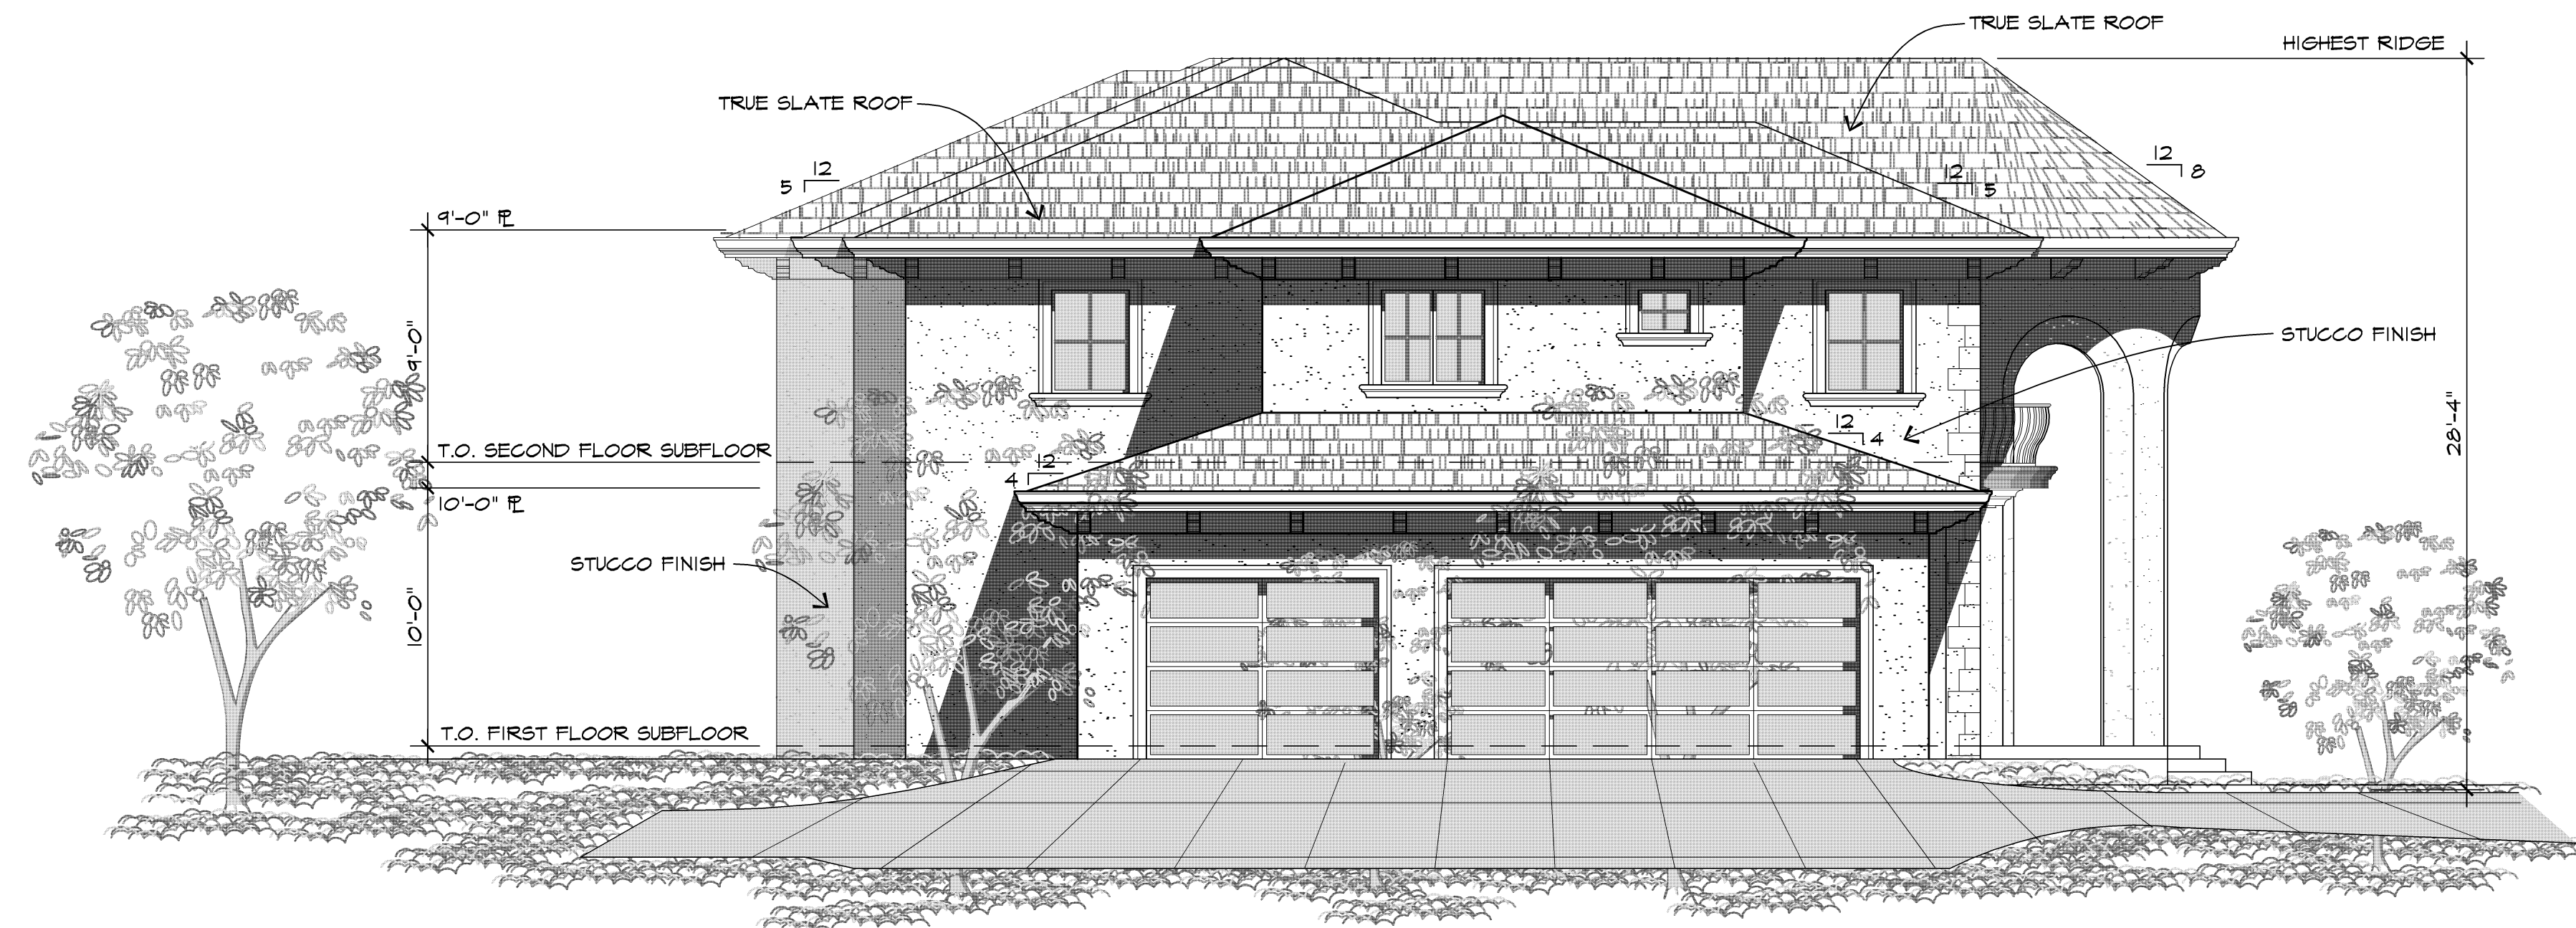 TRUE SLATE ROOF
HIGHEST RIDGE
TRUE SLATE ROOF
12
5
12
8
12
5
9'-0" PL
STUCCO FINISH
9'-0"
28'-4"
T.O. SECOND FLOOR SUBFLOOR
12
4
12
4
10'-0" PL
STUCCO FINISH
10'-0"
T.O. FIRST FLOOR SUBFLOOR